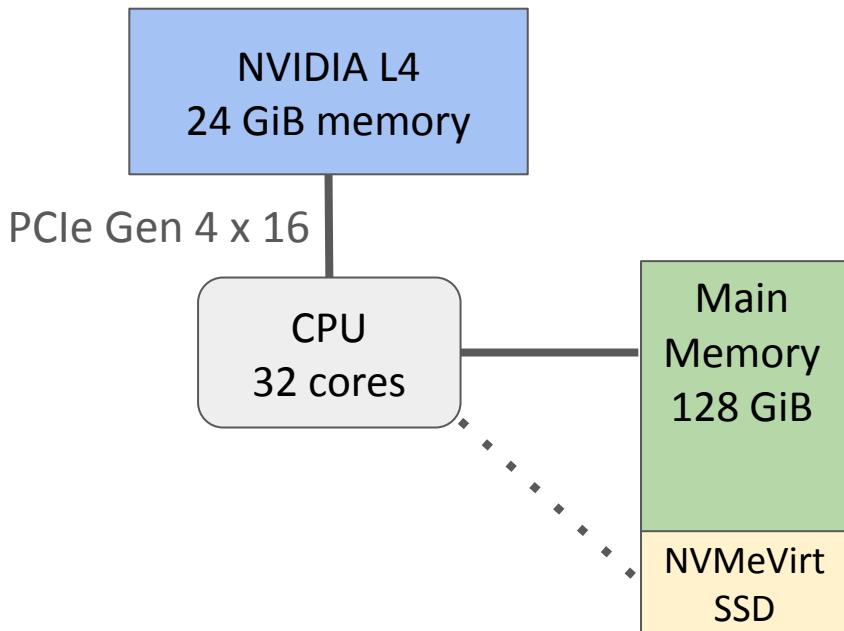 NVIDIA L4
24 GiB memory
PCIe Gen 4 x 16
CPU
32 cores
Main
Memory
128 GiB
NVMeVirt
SSD